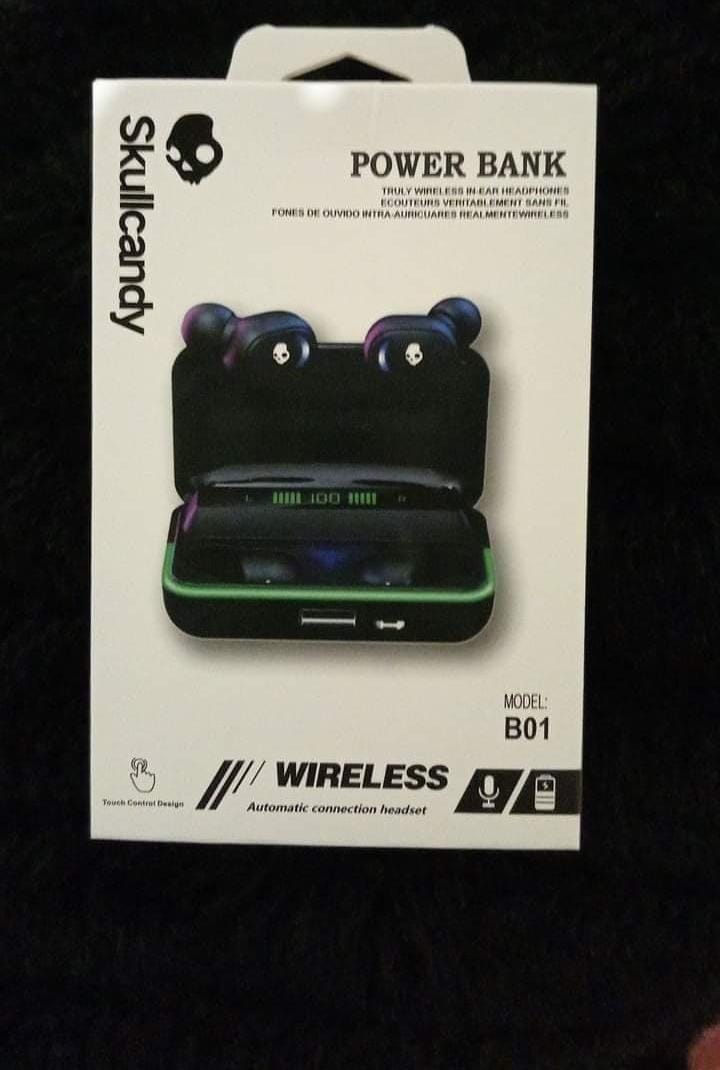 Skullcandy
POWER BANK
TRULY WIRELESS IN-EAR HEADPHONES
ECOUTEURS VERITABLEMENT SANS FIL
FONES DE OUVIDO INTRA-AURICUARES REALMENTEWIRELESS
L 100 R
MODEL:
B01
Touch Control Design
WIRELESS
Automatic connection headset